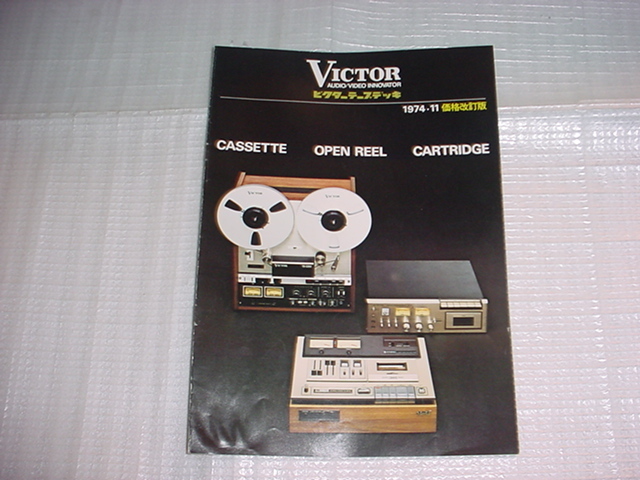 VICTOR
AUDIO/VIDEO INNOVATOR
ビクターテープデッキ
1974・11 価格改訂版
CASSETTE OPEN REEL CARTRIDGE